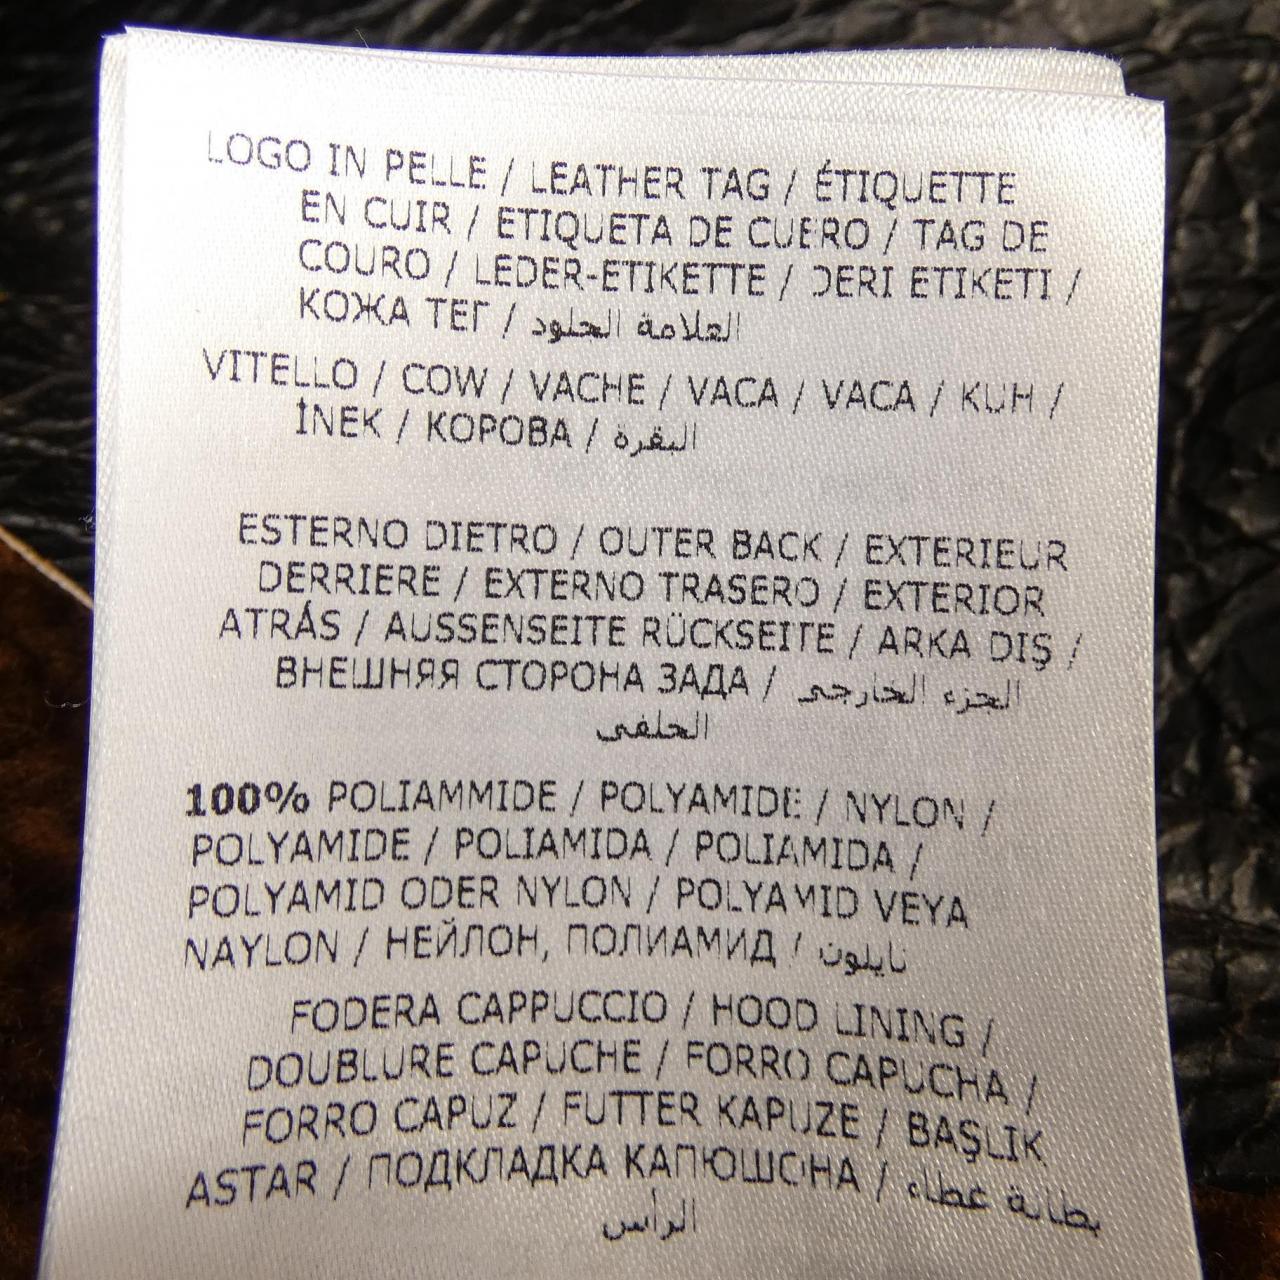 LOGO IN PELLE / LEATHER TAG / ÉTIQUETTE
EN CUIR / ETIQUETA DE CUERO / TAG DE
COURO / LEDER-ETIKETTE / DERI ETIKETI /
КОЖА ТЕГ / العلامة الجلود
VITELLO / COW / VACHE / VACA / VACA / KUH /
İNEK / КОРОВА / البقرة
ESTERNO DIETRO / OUTER BACK / EXTERIEUR
DERRIERE / EXTERNO TRASERO / EXTERIOR
ATRÁS / AUSSENSEITE RÜCKSEITE / ARKA DIŞ /
ВНЕШНЯЯ СТОРОНА ЗАДА / الجزء الخارجى
الخلفى
100% POLIAMMIDE / POLYAMIDE / NYLON /
POLYAMIDE / POLIAMIDA / POLIAMIDA /
POLYAMID ODER NYLON / POLYAMID VEYA
NAYLON / НЕЙЛОН, ПОЛИАМИД / نايلون
FODERA CAPPUCCIO / HOOD LINING /
DOUBLURE CAPUCHE / FORRO CAPUCHA /
FORRO CAPUZ / FUTTER KAPUZE / BAŞLIK
ASTAR / ПОДКЛАДКА КАПЮШОНА / بطانة غطاء
الرأس